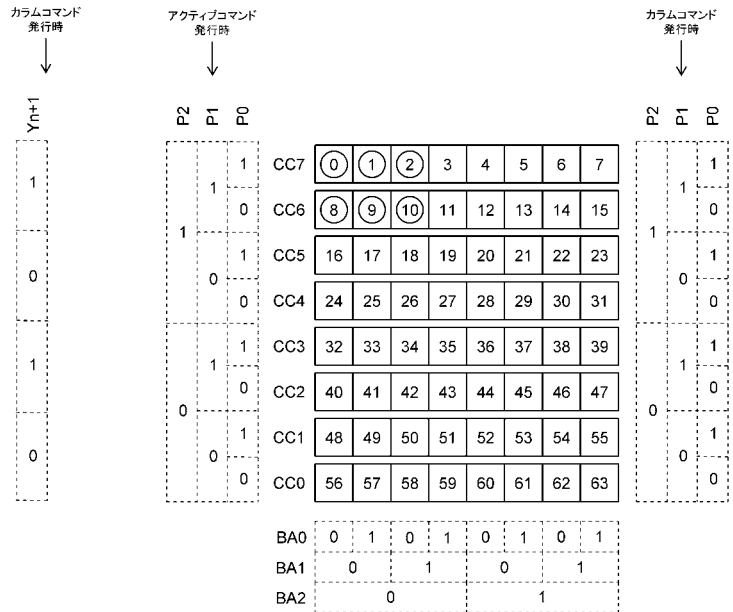 カラムコマンド
発行時
アクティブコマンド
発行時
カラムコマンド
発行時
Yn+1 P2 P1 P0 P2 P1 P0
1 1 1 1 CC7 0 1 2 3 4 5 6 7 1 1 1
0 CC6 8 9 10 11 12 13 14 15 0
0 0 1 CC5 16 17 18 19 20 21 22 23 0 1
0 CC4 24 25 26 27 28 29 30 31 0
1 0 1 1 CC3 32 33 34 35 36 37 38 39 0 1 1
0 CC2 40 41 42 43 44 45 46 47 0
0 0 1 CC1 48 49 50 51 52 53 54 55 0 1
0 CC0 56 57 58 59 60 61 62 63 0
BA0 0 1 0 1 0 1 0 1
BA1 0 1 0 1
BA2 0 1